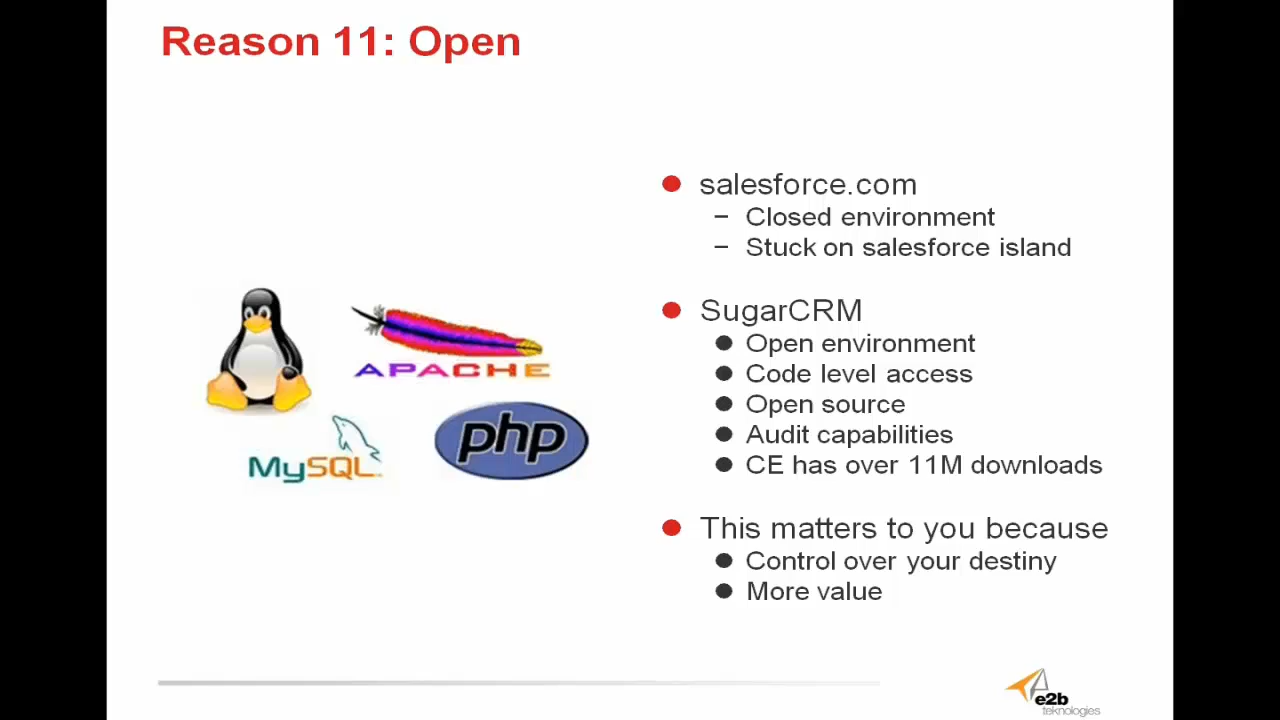 Reason 11: Open
salesforce.com
− Closed environment
− Stuck on salesforce island
SugarCRM
Open environment
Code level access
Open source
Audit capabilities
CE has over 11M downloads
This matters to you because
Control over your destiny
More value
APACHE
MySQL
php
e2b
teknologies